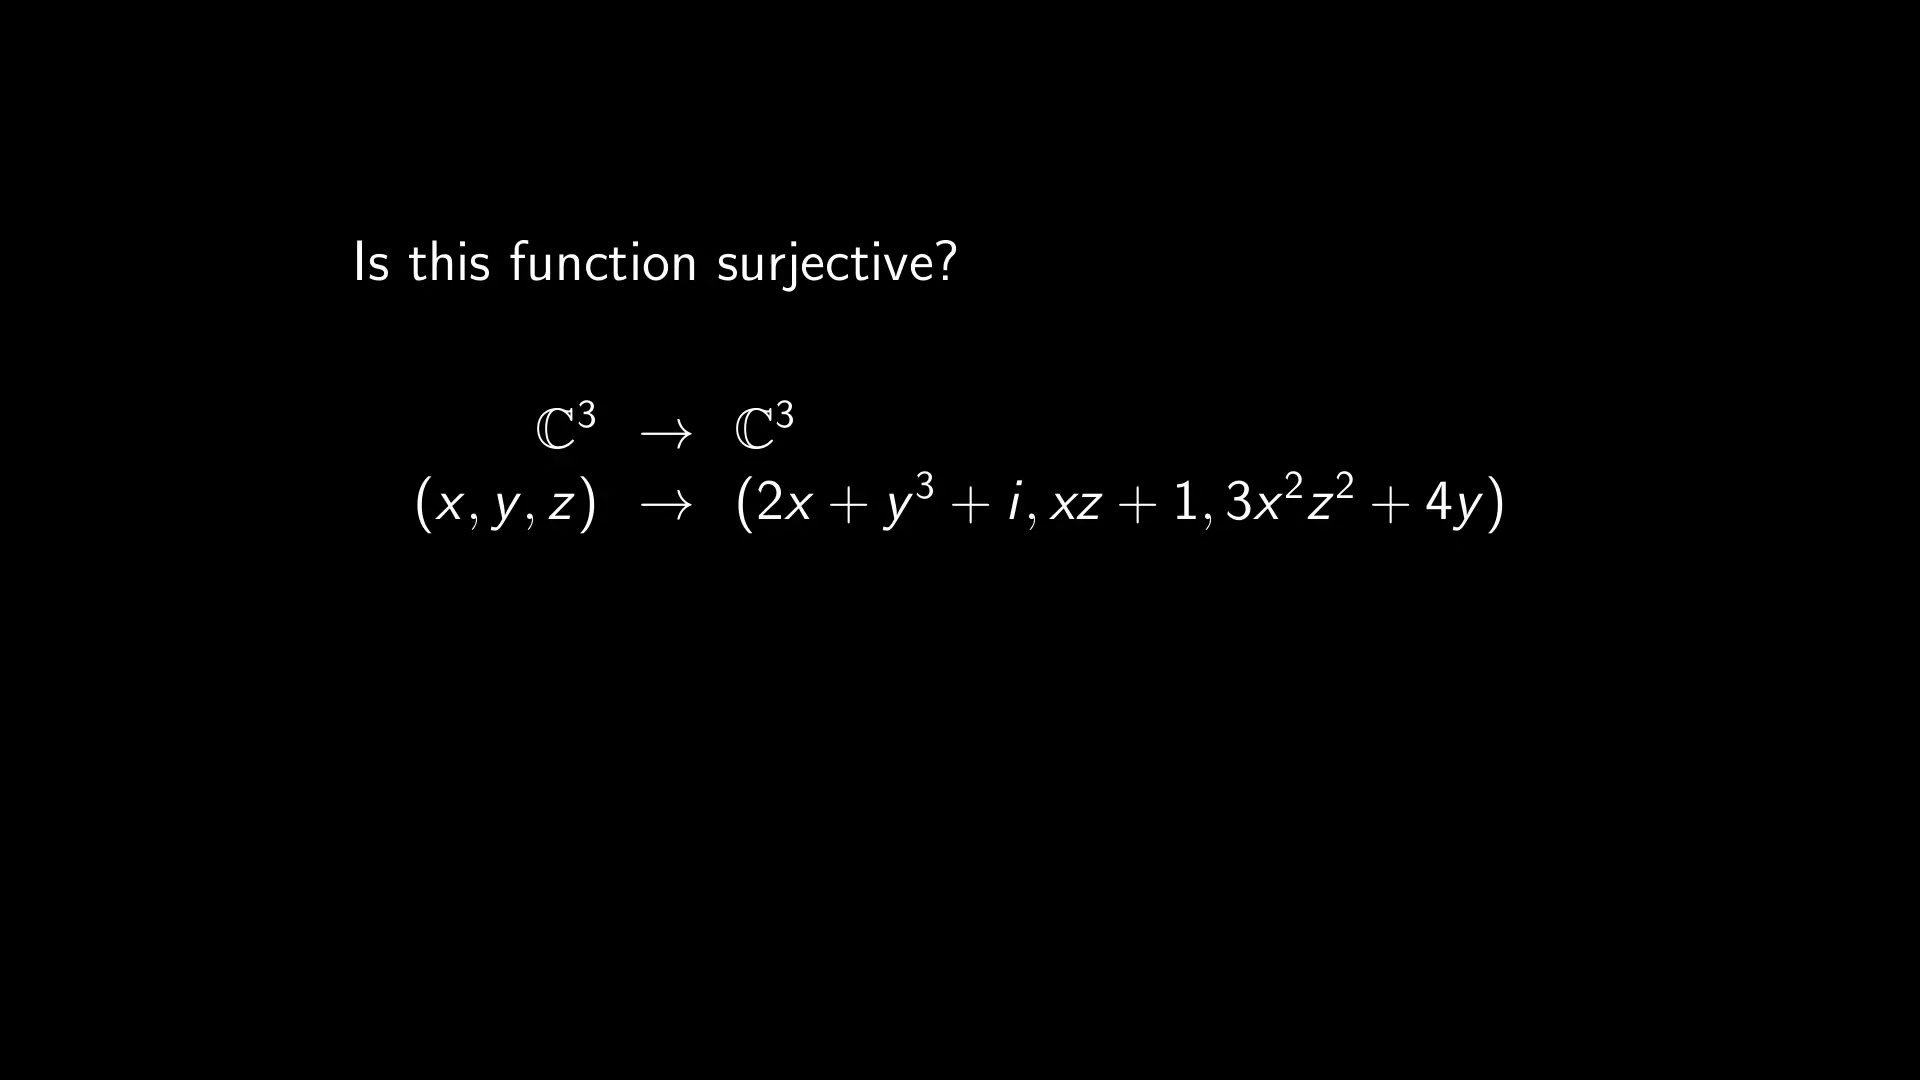 Is this function surjective?
ℂ³ → ℂ³
(x, y, z) → (2x + y³ + i, xz + 1, 3x²z² + 4y)